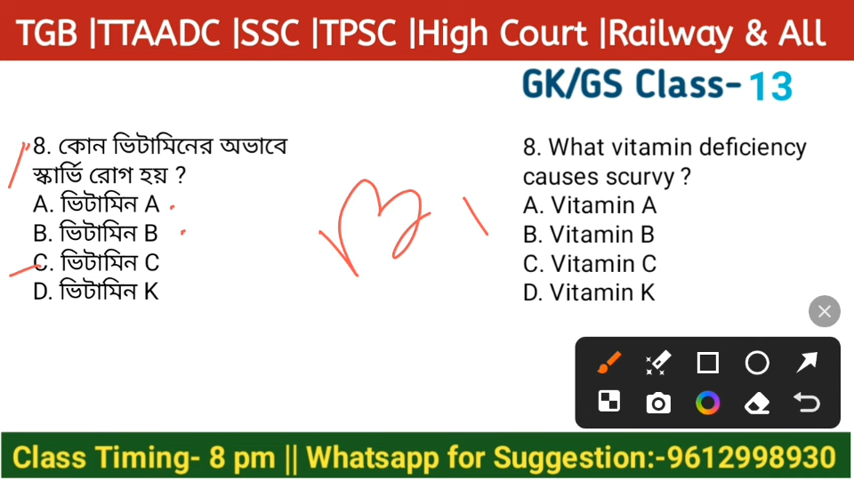 TGB |TTAADC |SSC |TPSC |High Court |Railway & All
GK/GS Class- 13
8. কোন ভিটামিনের অভাবে
স্কার্ভি রোগ হয় ?
A. ভিটামিন A
B. ভিটামিন B
C. ভিটামিন C
D. ভিটামিন K
8. What vitamin deficiency
causes scurvy ?
A. Vitamin A
B. Vitamin B
C. Vitamin C
D. Vitamin K
Class Timing- 8 pm || Whatsapp for Suggestion:-9612998930